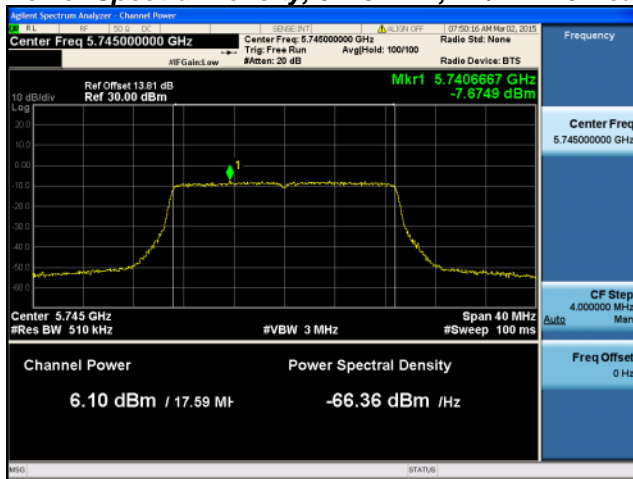 Agilent Spectrum Analyzer - Channel Power
RL RF 50 Ω DC SENSE:INT ALIGN OFF 07:50:16 AM Mar 02, 2015
Center Freq 5.745000000 GHz
Center Freq: 5.745000000 GHz
Radio Std: None
Trig: Free Run Avg|Hold: 100/100
#IFGain:Low #Atten: 20 dB Radio Device: BTS
Frequency
Mkr1 5.7406667 GHz
-7.6749 dBm
Ref Offset 13.81 dB
10 dB/div Ref 30.00 dBm
Log
20.0
10.0
0.00
-10.0
-20.0
-30.0
-40.0
-50.0
-60.0
1
Center 5.745 GHz Span 40 MHz
#Res BW 510 kHz #VBW 3 MHz #Sweep 100 ms
Channel Power Power Spectral Density
6.10 dBm / 17.59 MH -66.36 dBm /Hz
Center Freq
5.745000000 GHz
CF Step
4.000000 MHz
Auto Man
Freq Offset
0 Hz
MSG STATUS